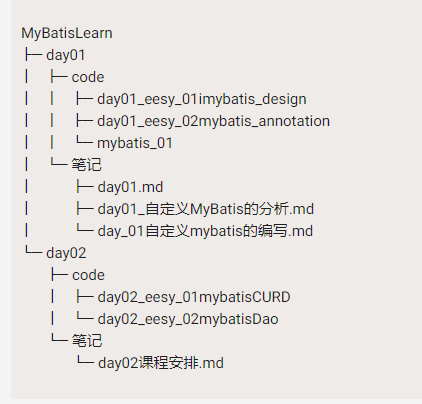 MyBatisLearn
├─ day01
│  ├─ code
│  │  ├─ day01_eesy_01imybatis_design
│  │  ├─ day01_eesy_02mybatis_annotation
│  │  └─ mybatis_01
│  └─ 笔记
│     ├─ day01.md
│     ├─ day01_自定义MyBatis的分析.md
│     └─ day_01自定义mybatis的编写.md
└─ day02
   ├─ code
   │  ├─ day02_eesy_01mybatisCURD
   │  └─ day02_eesy_02mybatisDao
   └─ 笔记
      └─ day02课程安排.md